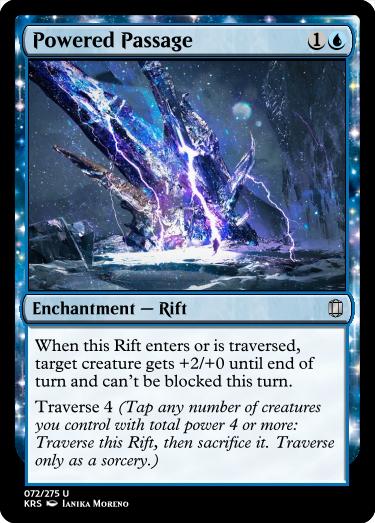 Powered Passage 1
Enchantment — Rift
When this Rift enters or is traversed,
target creature gets +2/+0 until end of
turn and can't be blocked this turn.
Traverse 4 (Tap any number of creatures
you control with total power 4 or more:
Traverse this Rift, then sacrifice it. Traverse
only as a sorcery.)
072/275 U
KRS Ianika Moreno